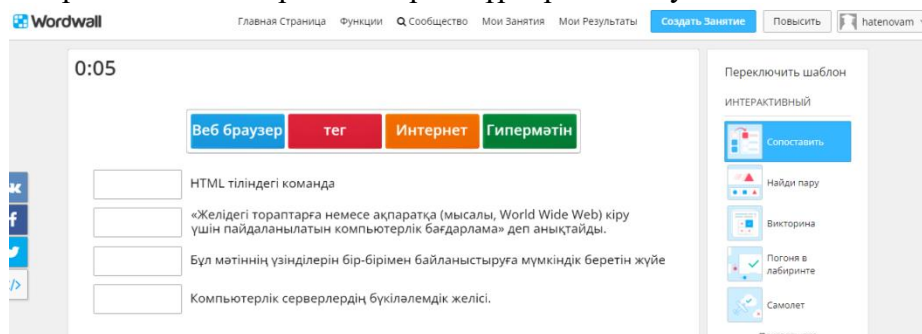 Wordwall
Главная Страница Функции Сообщество Мои Занятия Мои Результаты Создать Занятие Повысить hatenovam
0:05
Переключить шаблон
ИНТЕРАКТИВНЫЙ
Веб браузер тег Интернет Гипермәтін
Сопоставить
HTML тіліндегі команда
Найди пару
«Желідегі тораптарға немесе ақпаратқа (мысалы, World Wide Web) кіру
үшін пайдаланылатын компьютерлік бағдарлама» деп анықтайды.
Викторина
Бұл мәтіннің үзінділерін бір-бірімен байланыстыруға мүмкіндік беретін жүйе
Погоня в
лабиринте
Компьютерлік серверлердің бүкіләлемдік желісі.
Самолет